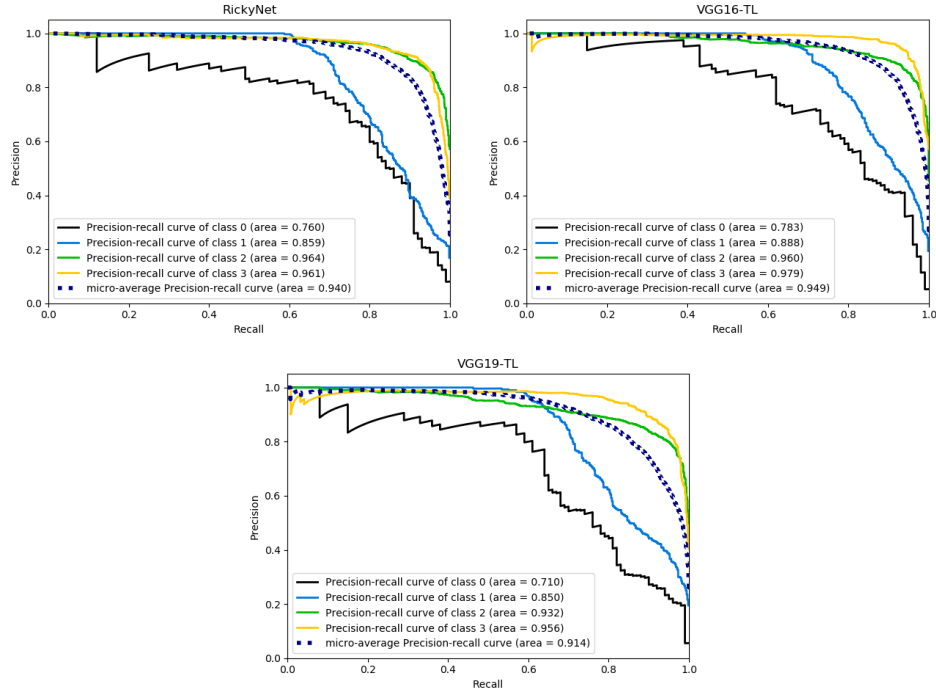 RickyNet
1.0
0.8
0.6
0.4
0.2
0.0
Precision
Precision-recall curve of class 0 (area = 0.760)
Precision-recall curve of class 1 (area = 0.859)
Precision-recall curve of class 2 (area = 0.964)
Precision-recall curve of class 3 (area = 0.961)
micro-average Precision-recall curve (area = 0.940)
0.0 0.2 0.4 0.6 0.8 1.0
Recall
VGG16-TL
1.0
0.8
0.6
0.4
0.2
0.0
Precision
Precision-recall curve of class 0 (area = 0.783)
Precision-recall curve of class 1 (area = 0.888)
Precision-recall curve of class 2 (area = 0.960)
Precision-recall curve of class 3 (area = 0.979)
micro-average Precision-recall curve (area = 0.949)
0.0 0.2 0.4 0.6 0.8 1.0
Recall
VGG19-TL
1.0
0.8
0.6
0.4
0.2
0.0
Precision
Precision-recall curve of class 0 (area = 0.710)
Precision-recall curve of class 1 (area = 0.850)
Precision-recall curve of class 2 (area = 0.932)
Precision-recall curve of class 3 (area = 0.956)
micro-average Precision-recall curve (area = 0.914)
0.0 0.2 0.4 0.6 0.8 1.0
Recall